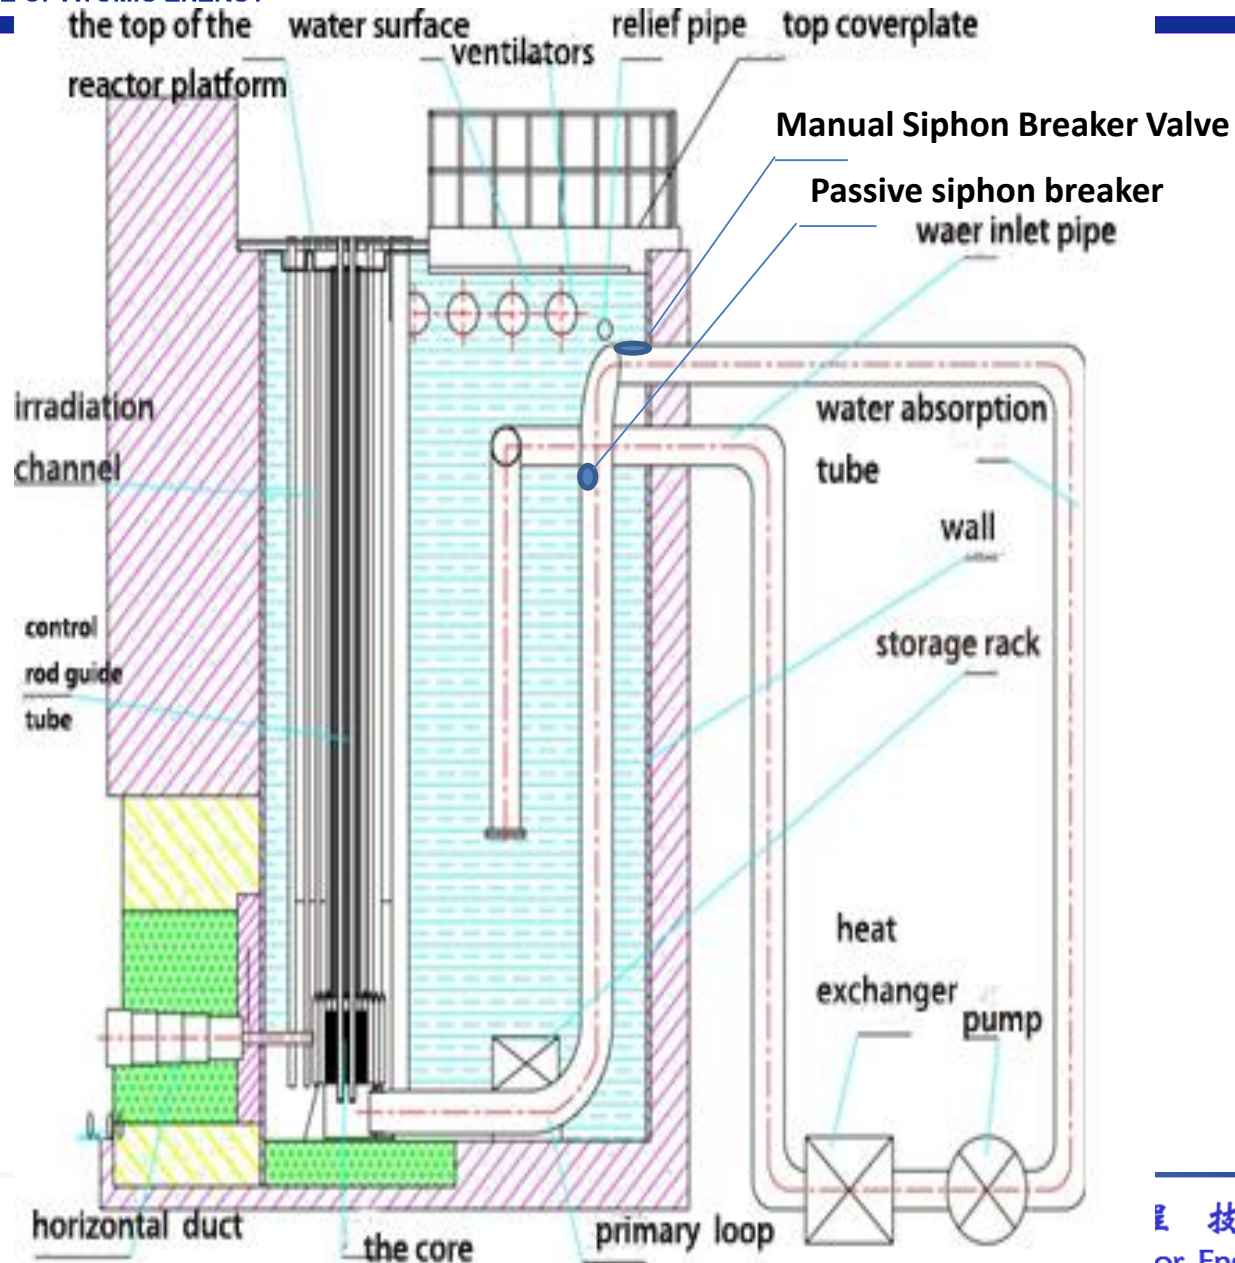 the top of the water surface relief pipe top coverplate
ventilators
reactor platform
Manual Siphon Breaker Valve
Passive siphon breaker
waer inlet pipe
irradiation
channel
water absorption
tube
wall
control
rod guide
tube
storage rack
heat
exchanger
pump
horizontal duct
the core
primary loop
技